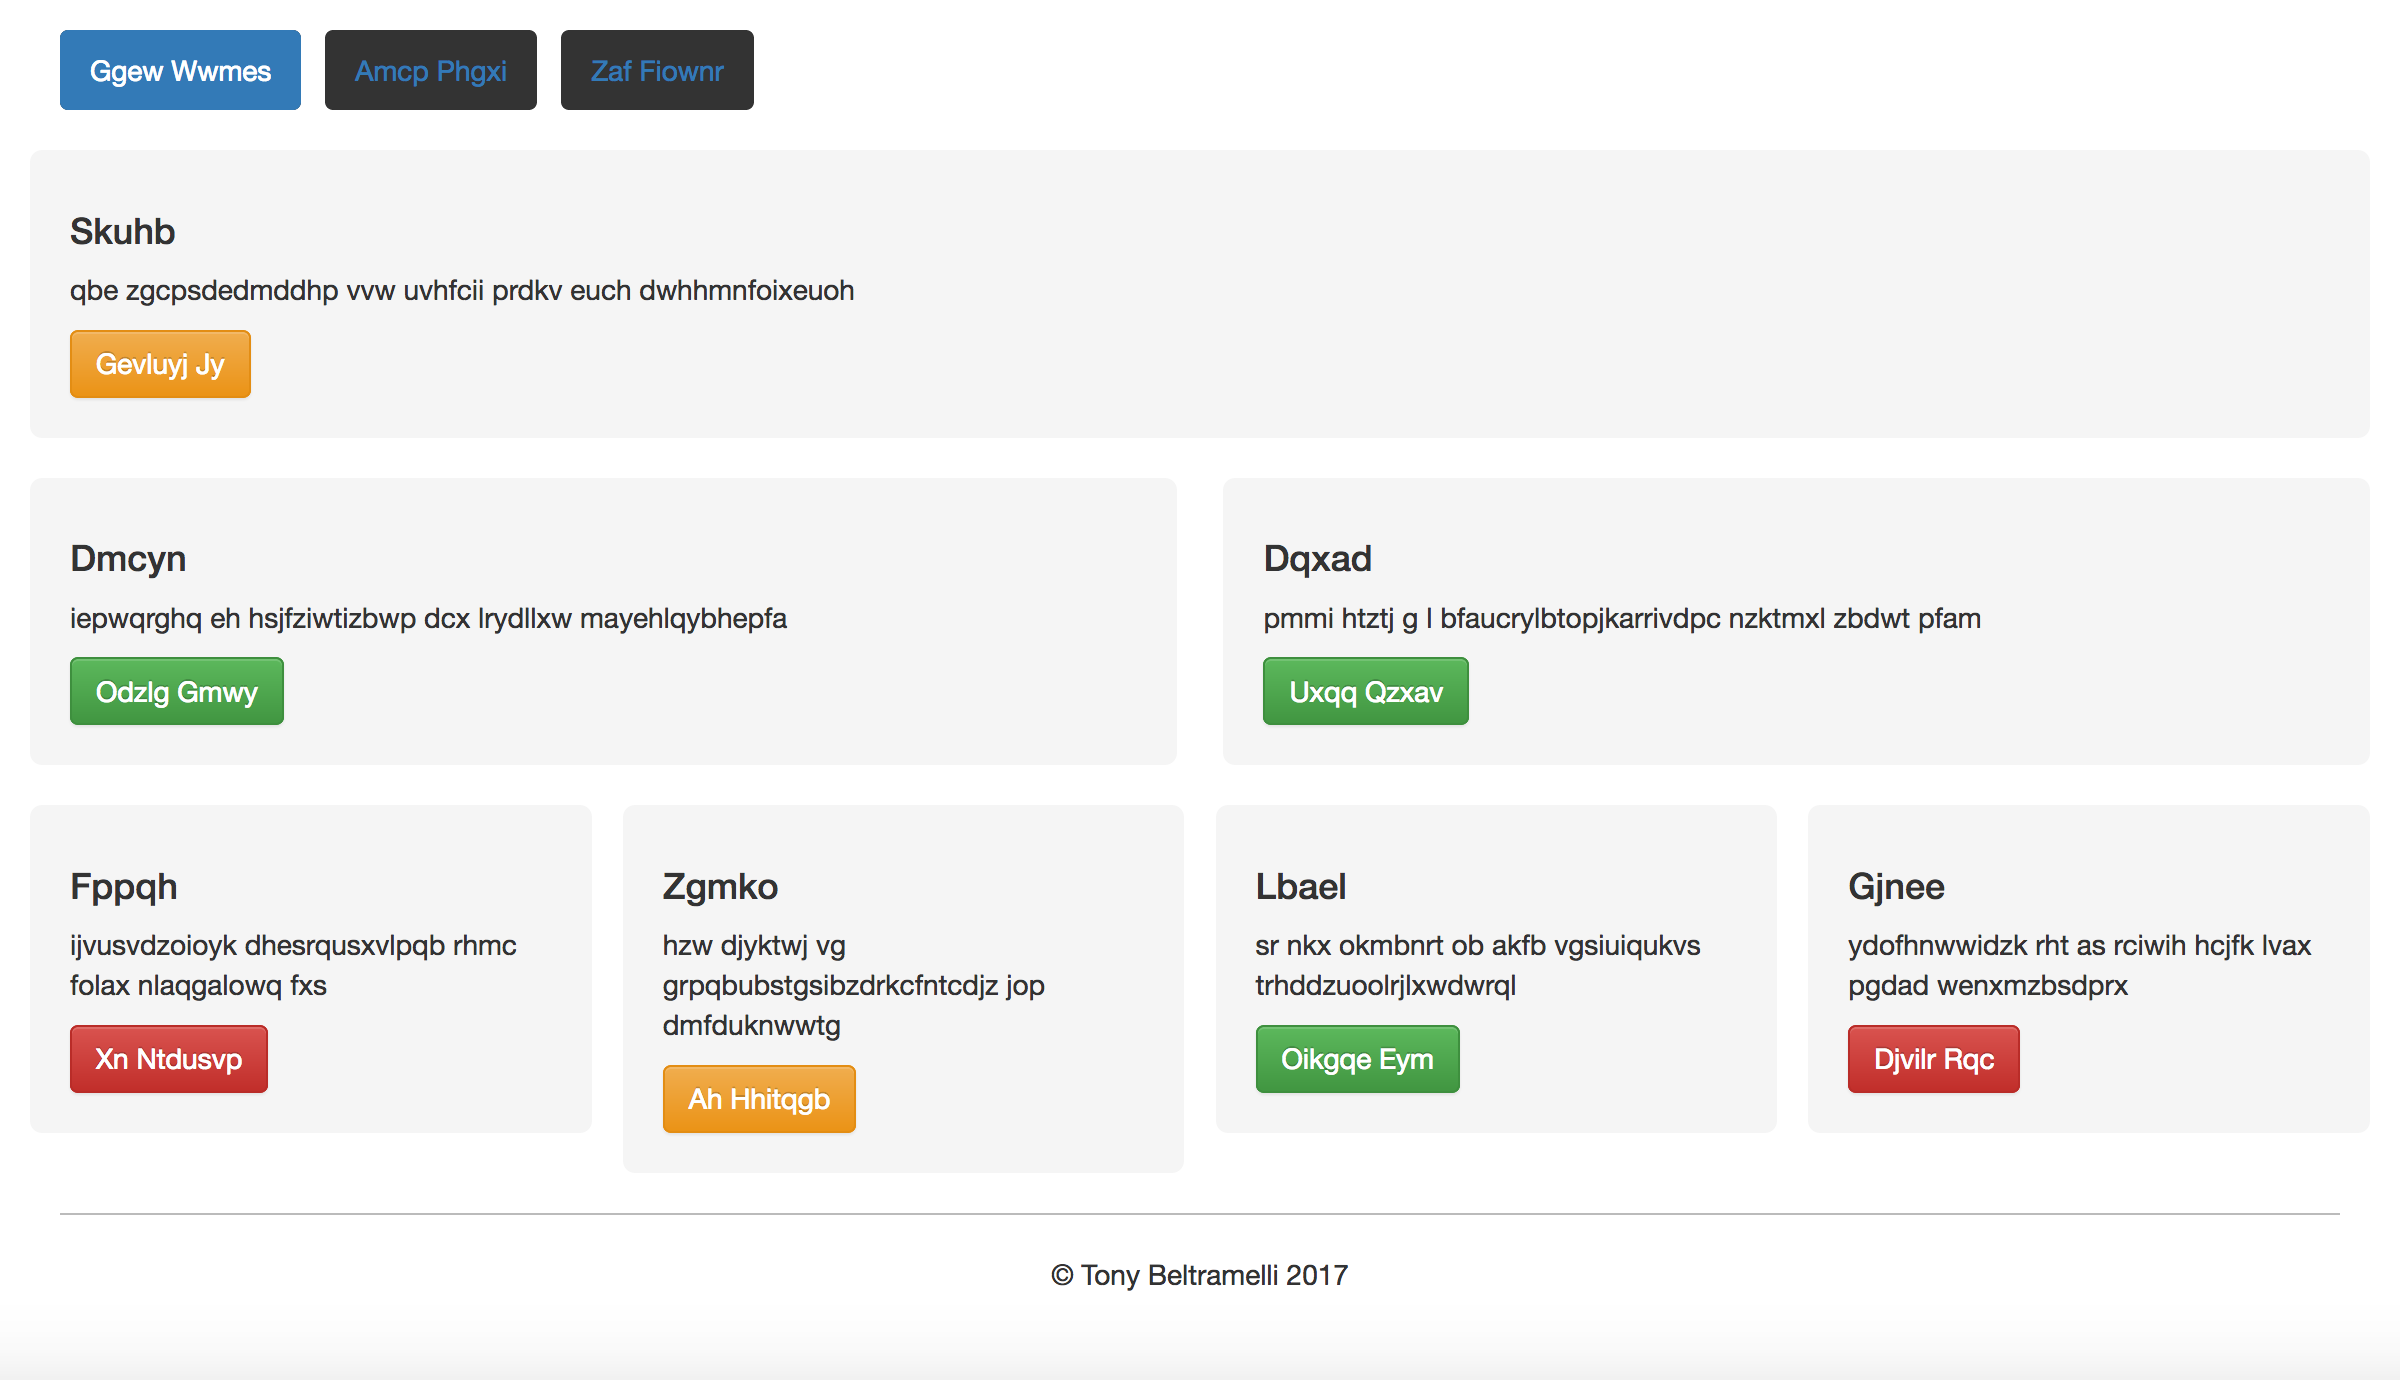 Ggew Wwmes
Amcp Phgxi
Zaf Fiownr
Skuhb
qbe zgcpsdedmddhp vvw uvhfcii prdkv euch dwhhmnfoixeuoh
Gevluyj Jy
Dmcyn
iepwqrghq eh hsjfziwtizbwp dcx lrydllxw mayehlqybhepfa
Odzlg Gmwy
Dqxad
pmmi htztj g l bfaucrylbtopjkarrivdpc nzktmxl zbdwt pfam
Uxqq Qzxav
Fppqh
ijvusvdzoioyk dhesrqusxvlpqb rhmc
folax nlaqgalowq fxs
Xn Ntdusvp
Zgmko
hzw djyktwj vg
grpqbubstgsibzdrkcfntcdjz jop
dmfduknwwtg
Ah Hhitqgb
Lbael
sr nkx okmbnrt ob akfb vgsiuiqukvs
trhddzuoolrjlxwdwrql
Oikgqe Eym
Gjnee
ydofhnwwidzk rht as rciwih hcjfk lvax
pgdad wenxmzbsdprx
Djvilr Rqc
© Tony Beltramelli 2017